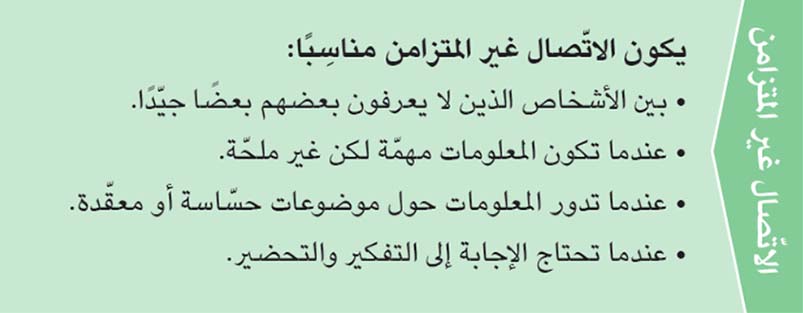 الاتّصال غير المتزامن
يكون الاتّصال غير المتزامن مناسِبًا:
• بين الأشخاص الذين لا يعرفون بعضهم بعضًا جيّدًا.
• عندما تكون المعلومات مهمّة لكن غير ملحّة.
• عندما تدور المعلومات حول موضوعات حسّاسة أو معقّدة.
• عندما تحتاج الإجابة إلى التفكير والتحضير.